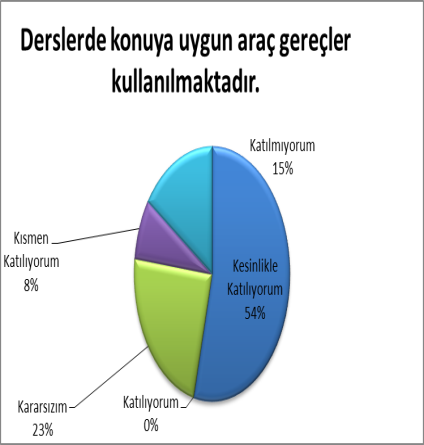 Derslerde konuya uygun araç gereçler
kullanılmaktadır.
Katılmıyorum
15%
Kısmen
Katılıyorum
8%
Kesinlikle
Katılıyorum
54%
Kararsızım
23%
Katılıyorum
0%